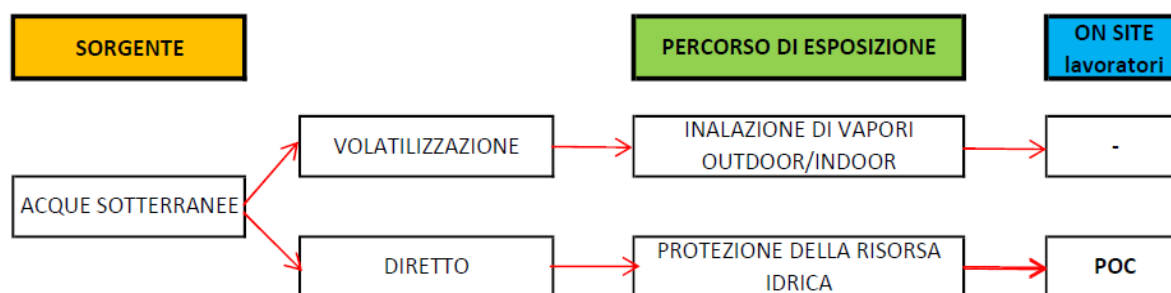 SORGENTE
PERCORSO DI ESPOSIZIONE
ON SITE
lavoratori
ACQUE SOTTERRANEE
VOLATILIZZAZIONE
INALAZIONE DI VAPORI
OUTDOOR/INDOOR
-
DIRETTO
PROTEZIONE DELLA RISORSA
IDRICA
POC